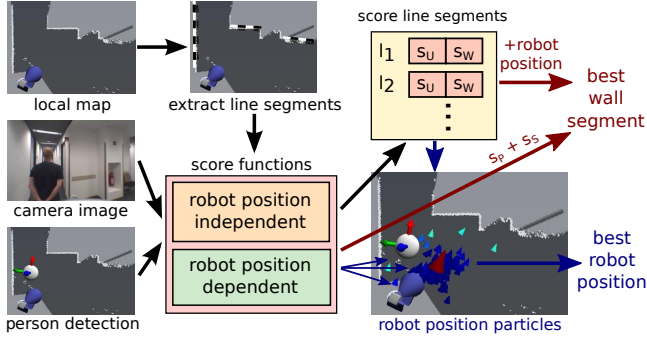 local map
extract line segments
score line segments
l1 sU sW
l2 sU sW
+robot
position
best
wall
segment
camera image
score functions
robot position
independent
robot position
dependent
sP + sS
person detection
robot position particles
best
robot
position